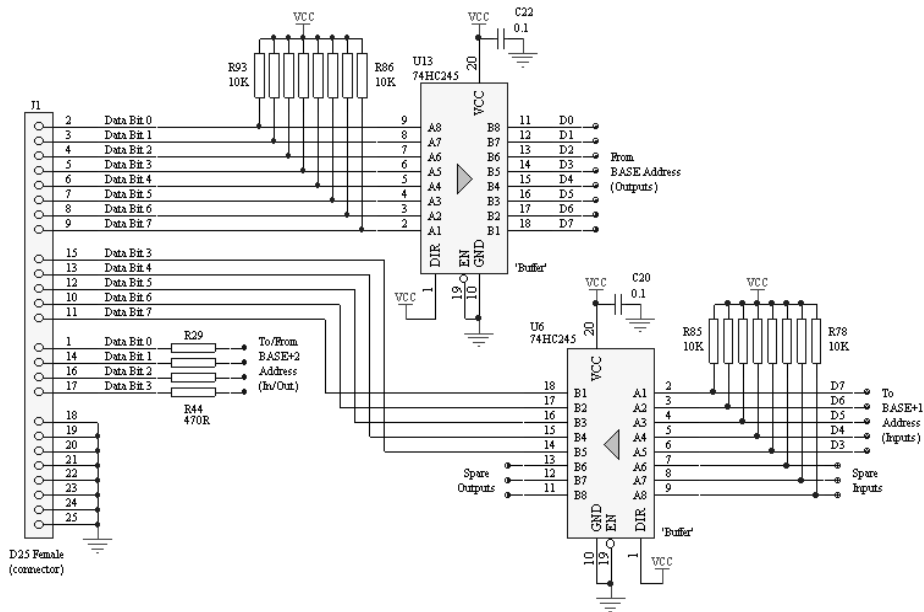 VCC
C22
0.1
R93
10K
R86
10K
U13
74HC245
20
VCC
J1
2 Data Bit 0 9 A8 B8 11 D0
3 Data Bit 1 8 A7 B7 12 D1
4 Data Bit 2 7 A6 B6 13 D2
5 Data Bit 3 6 A5 B5 14 D3
6 Data Bit 4 5 A4 B4 15 D4
7 Data Bit 5 4 A3 B3 16 D5
8 Data Bit 6 3 A2 B2 17 D6
9 Data Bit 7 2 A1 B1 18 D7
From
BASE Address
(Outputs)
DIR EN GND
1 19 10
VCC
'Buffer'
15 Data Bit 3
13 Data Bit 4
12 Data Bit 5
10 Data Bit 6
11 Data Bit 7
1 Data Bit 0
14 Data Bit 1
16 Data Bit 2
17 Data Bit 3
R29
R44
470R
To/From
BASE+2
Address
(In/Out)
18
19
20
21
22
23
24
25
D25 Female
(connector)
VCC
C20
0.1
U6
74HC245
20
VCC
VCC
R85
10K
R78
10K
18 B1 A1 2 D7
17 B2 A2 3 D6
16 B3 A3 4 D5
15 B4 A4 5 D4
14 B5 A5 6 D3
13 B6 A6 7
12 B7 A7 8
11 B8 A8 9
To
BASE+1
Address
(Inputs)
Spare
Outputs
Spare
Inputs
GND EN DIR
10 19 1
'Buffer'
VCC